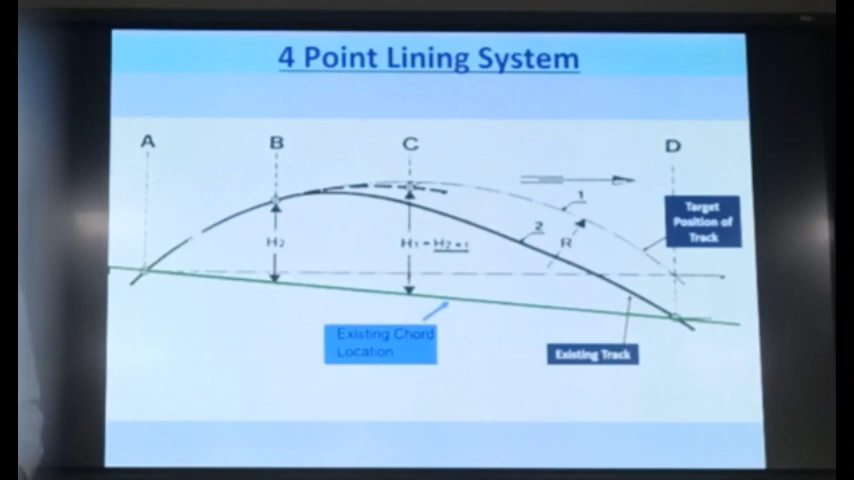 4 Point Lining System
A
B
C
D
1
Target
Position of
Track
2
R
H₂
Existing Chord
Location
Existing Track